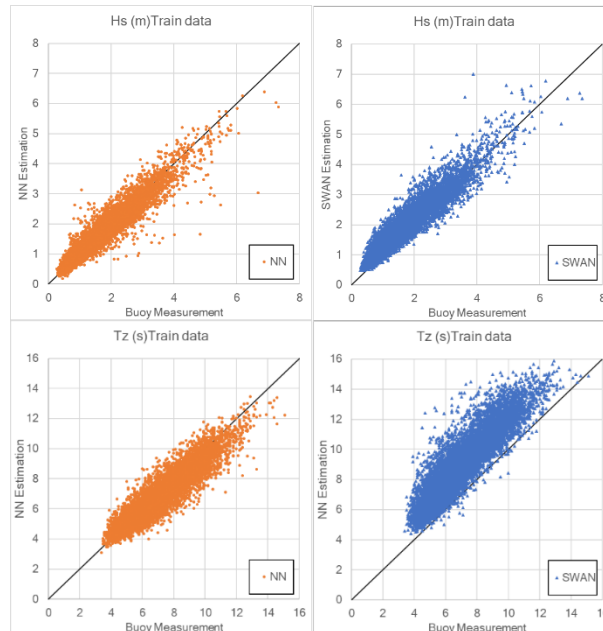 Hs (m)Train data
8
7
6
5
4
3
2
1
0
0 2 4 6 8
NN Estimation
Buoy Measurement
NN
Hs (m)Train data
8
7
6
5
4
3
2
1
0
0 2 4 6 8
SWAN Estimation
Buoy Measurement
SWAN
Tz (s)Train data
16
14
12
10
8
6
4
2
0
0 2 4 6 8 10 12 14 16
NN Estimation
Buoy Measurement
NN
Tz (s)Train data
16
14
12
10
8
6
4
2
0
0 2 4 6 8 10 12 14 16
NN Estimation
Buoy Measurement
SWAN